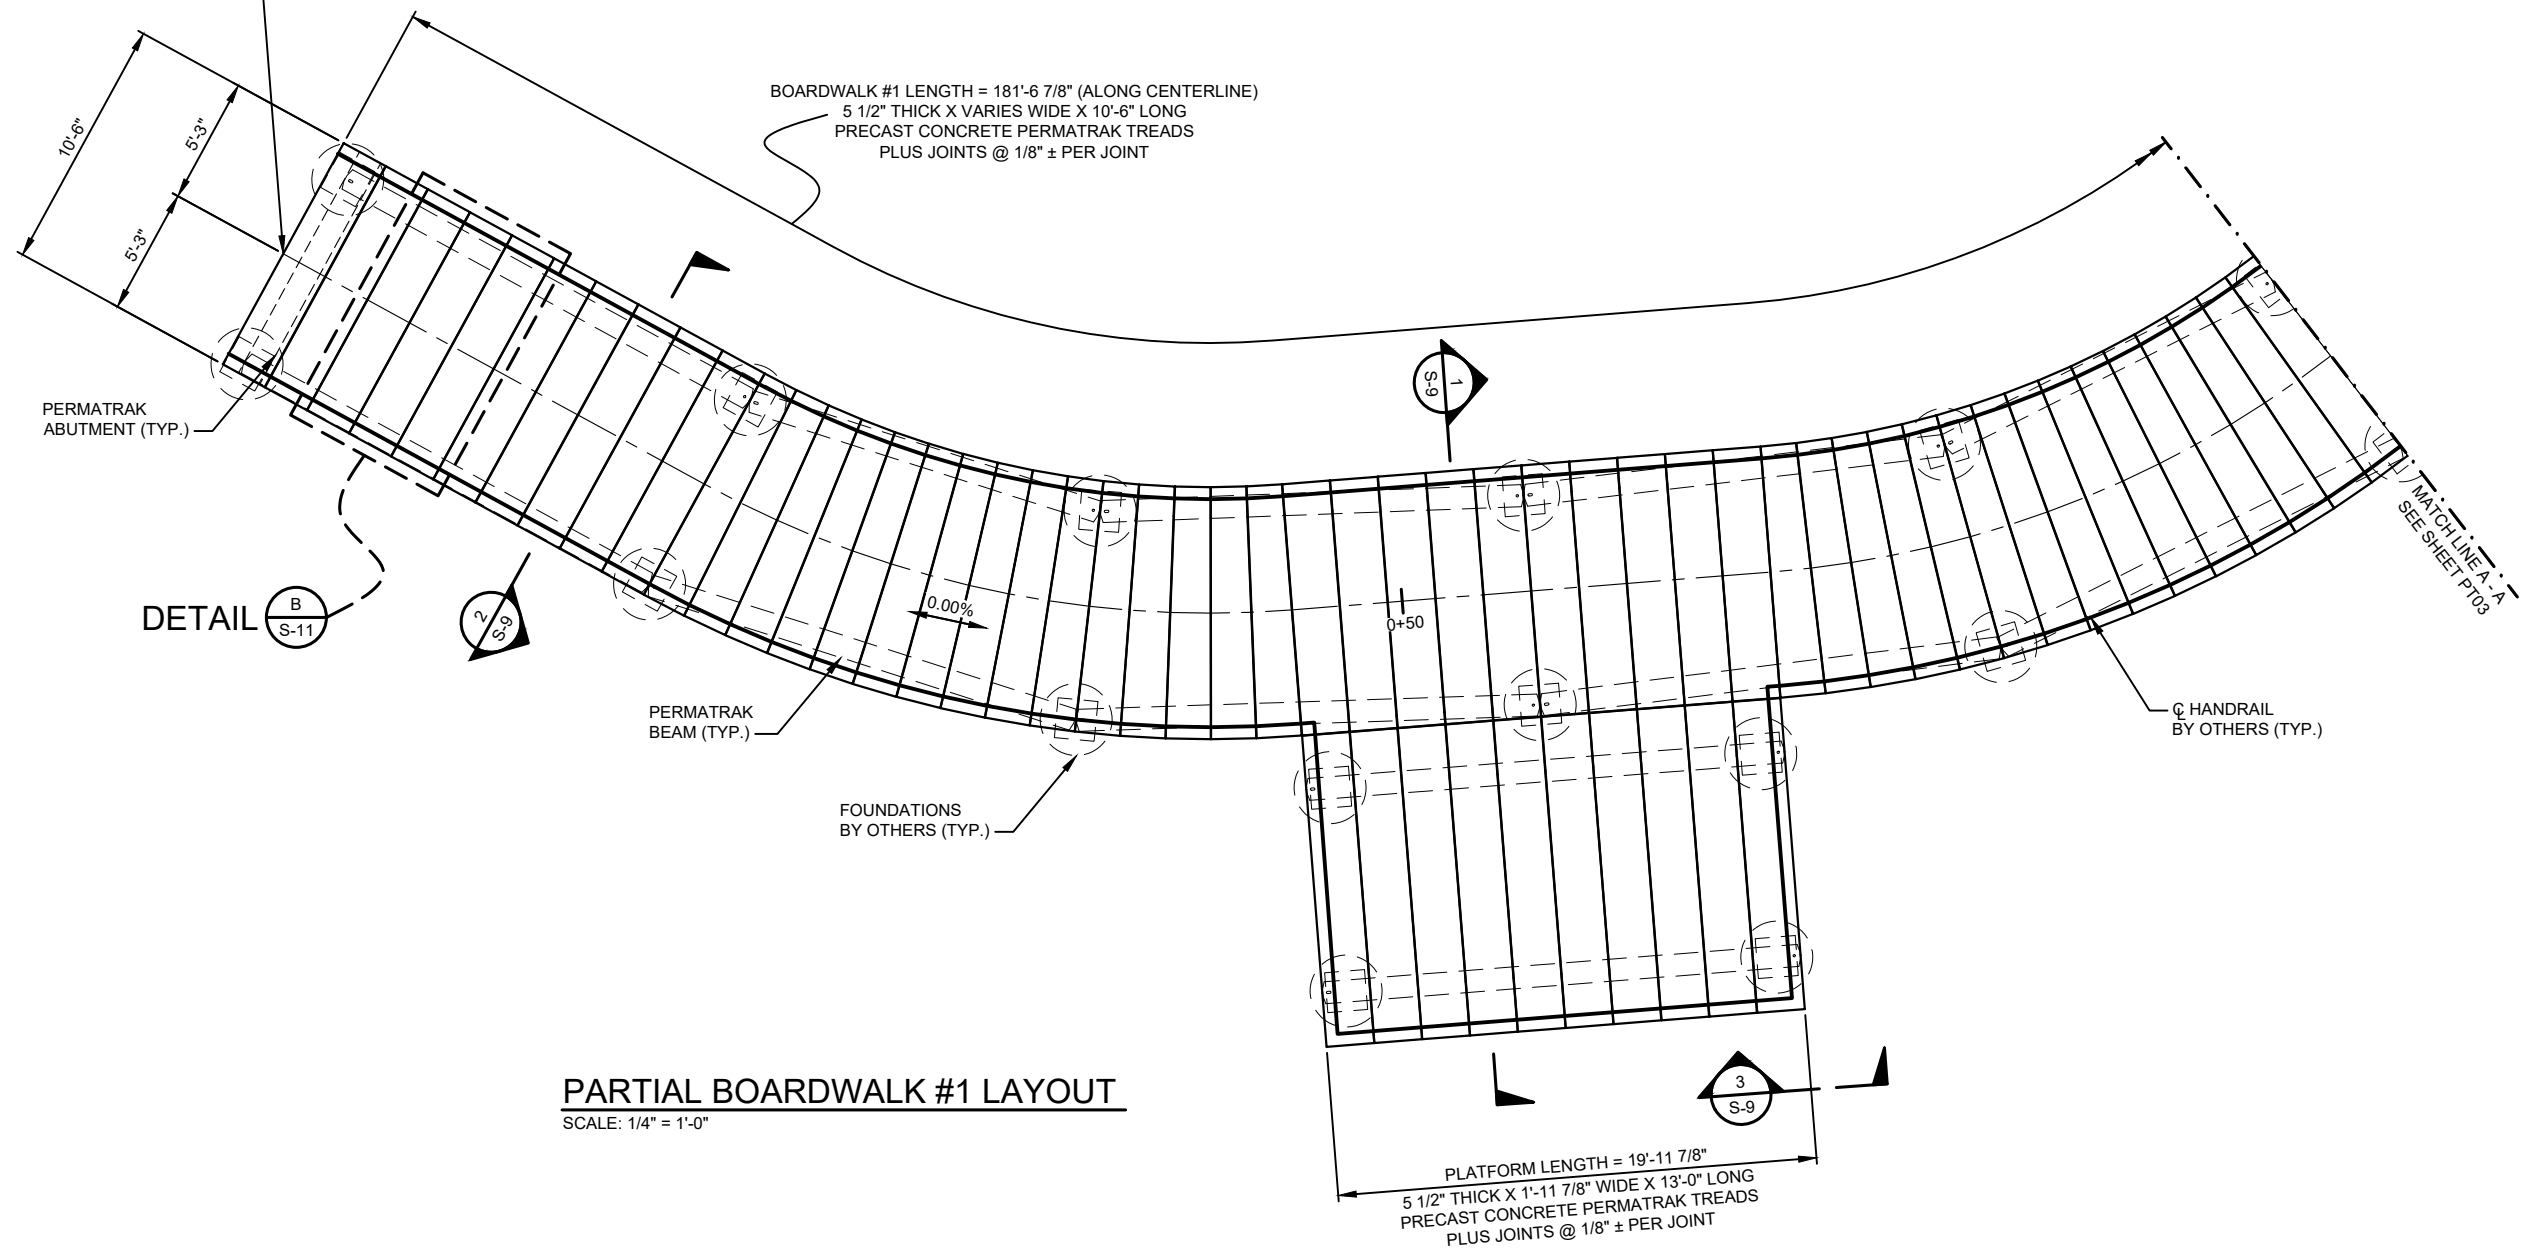 10'-6"
5'-3"
5'-3"
BOARDWALK #1 LENGTH = 181'-6 7/8" (ALONG CENTERLINE)
5 1/2" THICK X VARIES WIDE X 10'-6" LONG
PRECAST CONCRETE PERMATRAK TREADS
PLUS JOINTS @ 1/8" ± PER JOINT
PERMATRAK
ABUTMENT (TYP.)
1
S-9
MATCH LINE A - A
SEE SHEET PT03
DETAIL
B
S-11
2
S-9
0.00%
0+50
PERMATRAK
BEAM (TYP.)
℄ HANDRAIL
BY OTHERS (TYP.)
FOUNDATIONS
BY OTHERS (TYP.)
PARTIAL BOARDWALK #1 LAYOUT
SCALE: 1/4" = 1'-0"
3
S-9
PLATFORM LENGTH = 19'-11 7/8"
5 1/2" THICK X 1'-11 7/8" WIDE X 13'-0" LONG
PRECAST CONCRETE PERMATRAK TREADS
PLUS JOINTS @ 1/8" ± PER JOINT